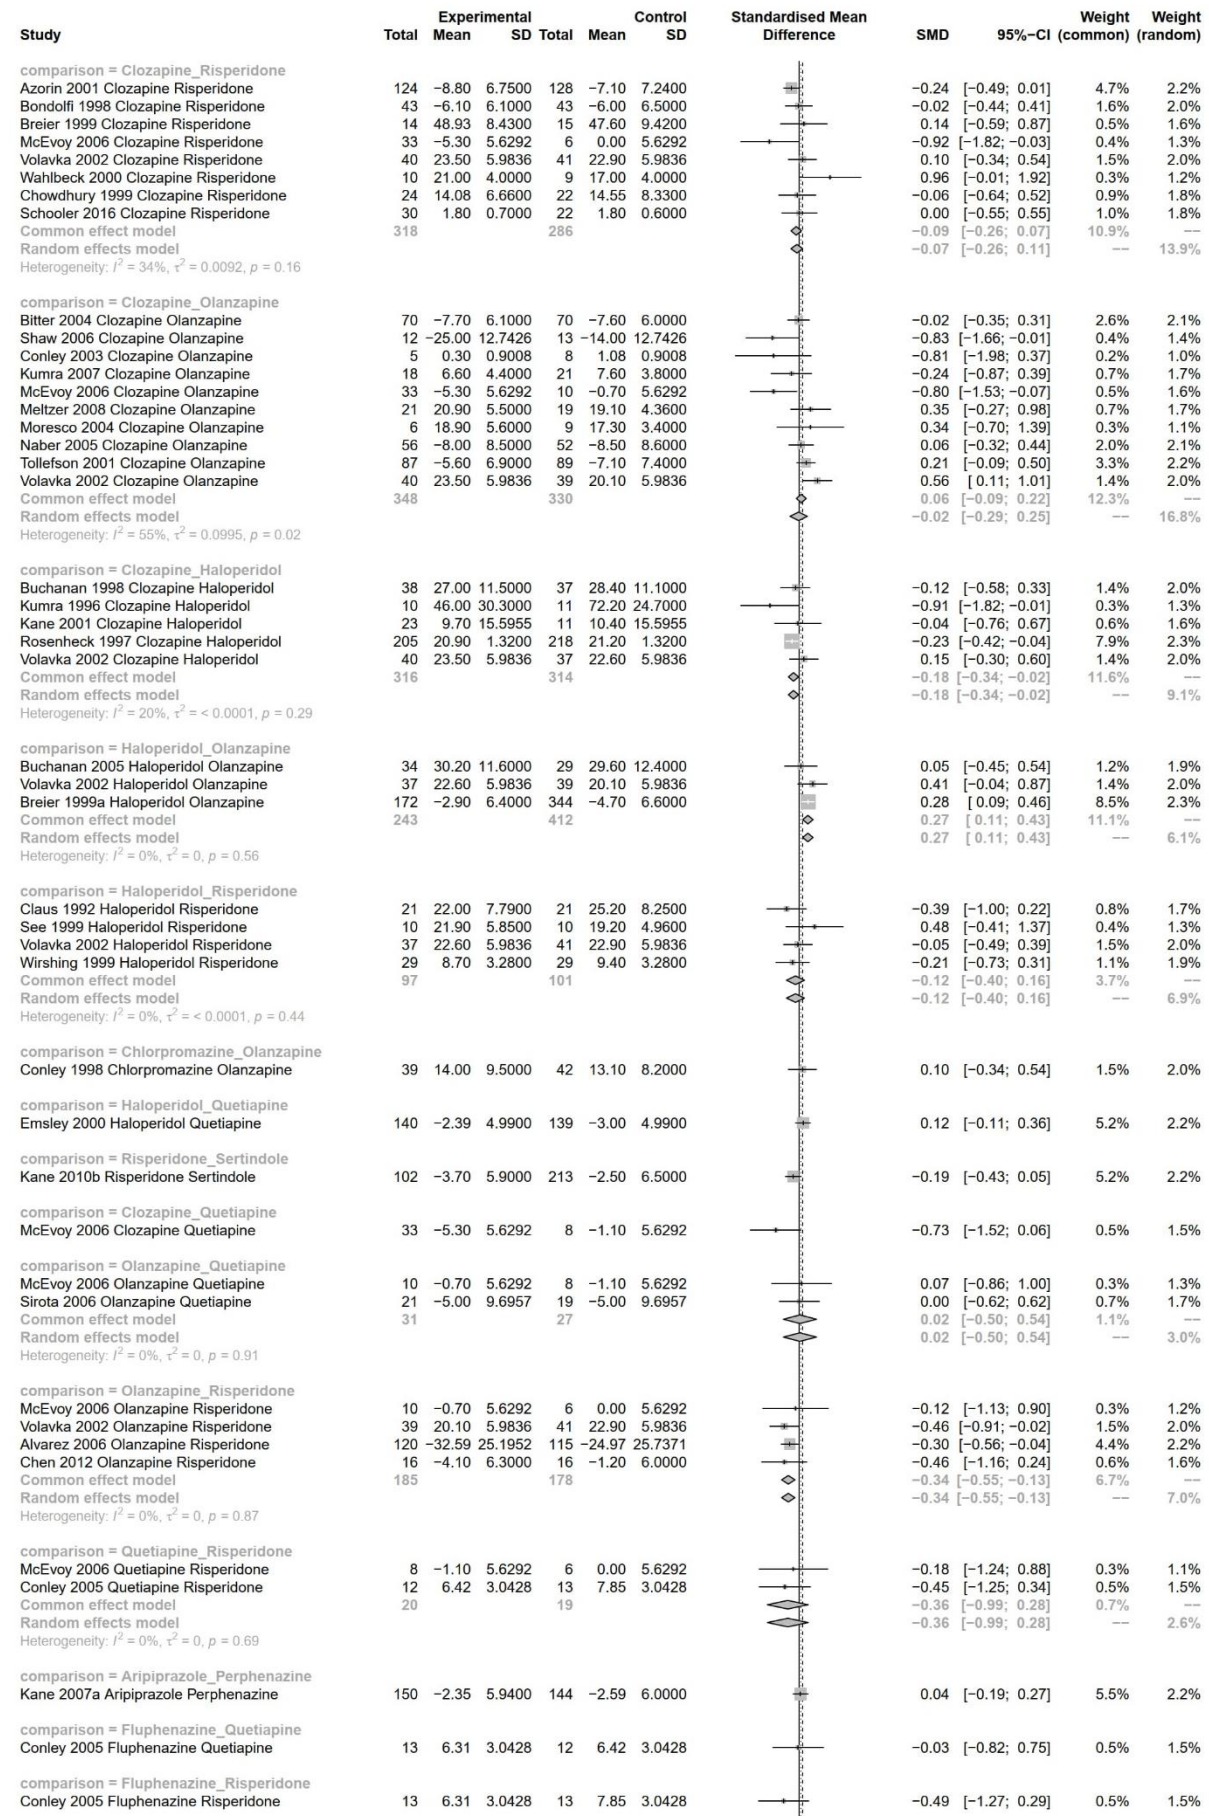 Experimental Control Standardised Mean Weight Weight
Study Total Mean SD Total Mean SD Difference SMD 95%−CI (common) (random)
comparison = Clozapine_Risperidone
Azorin 2001 Clozapine Risperidone 124 −8.80 6.7500 128 −7.10 7.2400 −0.24 [−0.49; 0.01] 4.7% 2.2%
Bondolfi 1998 Clozapine Risperidone 43 −6.10 6.1000 43 −6.00 6.5000 −0.02 [−0.44; 0.41] 1.6% 2.0%
Breier 1999 Clozapine Risperidone 14 48.93 8.4300 15 47.60 9.4200 0.14 [−0.59; 0.87] 0.5% 1.6%
McEvoy 2006 Clozapine Risperidone 33 −5.30 5.6292 6 0.00 5.6292 −0.92 [−1.82; −0.03] 0.4% 1.3%
Volavka 2002 Clozapine Risperidone 40 23.50 5.9836 41 22.90 5.9836 0.10 [−0.34; 0.54] 1.5% 2.0%
Wahlbeck 2000 Clozapine Risperidone 10 21.00 4.0000 9 17.00 4.0000 0.96 [−0.01; 1.92] 0.3% 1.2%
Chowdhury 1999 Clozapine Risperidone 24 14.08 6.6600 22 14.55 8.3300 −0.06 [−0.64; 0.52] 0.9% 1.8%
Schooler 2016 Clozapine Risperidone 30 1.80 0.7000 22 1.80 0.6000 0.00 [−0.55; 0.55] 1.0% 1.8%
Common effect model 318 286 −0.09 [−0.26; 0.07] 10.9% −−
Random effects model −0.07 [−0.26; 0.11] −− 13.9%
Heterogeneity: I² = 34%, τ² = 0.0092, p = 0.16
comparison = Clozapine_Olanzapine
Bitter 2004 Clozapine Olanzapine 70 −7.70 6.1000 70 −7.60 6.0000 −0.02 [−0.35; 0.31] 2.6% 2.1%
Shaw 2006 Clozapine Olanzapine 12 −25.00 12.7426 13 −14.00 12.7426 −0.83 [−1.66; −0.01] 0.4% 1.4%
Conley 2003 Clozapine Olanzapine 5 0.30 0.9008 8 1.08 0.9008 −0.81 [−1.98; 0.37] 0.2% 1.0%
Kumra 2007 Clozapine Olanzapine 18 6.60 4.4000 21 7.60 3.8000 −0.24 [−0.87; 0.39] 0.7% 1.7%
McEvoy 2006 Clozapine Olanzapine 33 −5.30 5.6292 10 −0.70 5.6292 −0.80 [−1.53; −0.07] 0.5% 1.6%
Meltzer 2008 Clozapine Olanzapine 21 20.90 5.5000 19 19.10 4.3600 0.35 [−0.27; 0.98] 0.7% 1.7%
Moresco 2004 Clozapine Olanzapine 6 18.90 5.6000 9 17.30 3.4000 0.34 [−0.70; 1.39] 0.3% 1.1%
Naber 2005 Clozapine Olanzapine 56 −8.00 8.5000 52 −8.50 8.6000 0.06 [−0.32; 0.44] 2.0% 2.1%
Tollefson 2001 Clozapine Olanzapine 87 −5.60 6.9000 89 −7.10 7.4000 0.21 [−0.09; 0.50] 3.3% 2.2%
Volavka 2002 Clozapine Olanzapine 40 23.50 5.9836 39 20.10 5.9836 0.56 [ 0.11; 1.01] 1.4% 2.0%
Common effect model 348 330 0.06 [−0.09; 0.22] 12.3% −−
Random effects model −0.02 [−0.29; 0.25] −− 16.8%
Heterogeneity: I² = 55%, τ² = 0.0995, p = 0.02
comparison = Clozapine_Haloperidol
Buchanan 1998 Clozapine Haloperidol 38 27.00 11.5000 37 28.40 11.1000 −0.12 [−0.58; 0.33] 1.4% 2.0%
Kumra 1996 Clozapine Haloperidol 10 46.00 30.3000 11 72.20 24.7000 −0.91 [−1.82; −0.01] 0.3% 1.3%
Kane 2001 Clozapine Haloperidol 23 9.70 15.5955 11 10.40 15.5955 −0.04 [−0.76; 0.67] 0.6% 1.6%
Rosenheck 1997 Clozapine Haloperidol 205 20.90 1.3200 218 21.20 1.3200 −0.23 [−0.42; −0.04] 7.9% 2.3%
Volavka 2002 Clozapine Haloperidol 40 23.50 5.9836 37 22.60 5.9836 0.15 [−0.30; 0.60] 1.4% 2.0%
Common effect model 316 314 −0.18 [−0.34; −0.02] 11.6% −−
Random effects model −0.18 [−0.34; −0.02] −− 9.1%
Heterogeneity: I² = 20%, τ² = < 0.0001, p = 0.29
comparison = Haloperidol_Olanzapine
Buchanan 2005 Haloperidol Olanzapine 34 30.20 11.6000 29 29.60 12.4000 0.05 [−0.45; 0.54] 1.2% 1.9%
Volavka 2002 Haloperidol Olanzapine 37 22.60 5.9836 39 20.10 5.9836 0.41 [−0.04; 0.87] 1.4% 2.0%
Breier 1999a Haloperidol Olanzapine 172 −2.90 6.4000 344 −4.70 6.6000 0.28 [ 0.09; 0.46] 8.5% 2.3%
Common effect model 243 412 0.27 [ 0.11; 0.43] 11.1% −−
Random effects model 0.27 [ 0.11; 0.43] −− 6.1%
Heterogeneity: I² = 0%, τ² = 0, p = 0.56
comparison = Haloperidol_Risperidone
Claus 1992 Haloperidol Risperidone 21 22.00 7.7900 21 25.20 8.2500 −0.39 [−1.00; 0.22] 0.8% 1.7%
See 1999 Haloperidol Risperidone 10 21.90 5.8500 10 19.20 4.9600 0.48 [−0.41; 1.37] 0.4% 1.3%
Volavka 2002 Haloperidol Risperidone 37 22.60 5.9836 41 22.90 5.9836 −0.05 [−0.49; 0.39] 1.5% 2.0%
Wirshing 1999 Haloperidol Risperidone 29 8.70 3.2800 29 9.40 3.2800 −0.21 [−0.73; 0.31] 1.1% 1.9%
Common effect model 97 101 −0.12 [−0.40; 0.16] 3.7% −−
Random effects model −0.12 [−0.40; 0.16] −− 6.9%
Heterogeneity: I² = 0%, τ² = < 0.0001, p = 0.44
comparison = Chlorpromazine_Olanzapine
Conley 1998 Chlorpromazine Olanzapine 39 14.00 9.5000 42 13.10 8.2000 0.10 [−0.34; 0.54] 1.5% 2.0%
comparison = Haloperidol_Quetiapine
Emsley 2000 Haloperidol Quetiapine 140 −2.39 4.9900 139 −3.00 4.9900 0.12 [−0.11; 0.36] 5.2% 2.2%
comparison = Risperidone_Sertindole
Kane 2010b Risperidone Sertindole 102 −3.70 5.9000 213 −2.50 6.5000 −0.19 [−0.43; 0.05] 5.2% 2.2%
comparison = Clozapine_Quetiapine
McEvoy 2006 Clozapine Quetiapine 33 −5.30 5.6292 8 −1.10 5.6292 −0.73 [−1.52; 0.06] 0.5% 1.5%
comparison = Olanzapine_Quetiapine
McEvoy 2006 Olanzapine Quetiapine 10 −0.70 5.6292 8 −1.10 5.6292 0.07 [−0.86; 1.00] 0.3% 1.3%
Sirota 2006 Olanzapine Quetiapine 21 −5.00 9.6957 19 −5.00 9.6957 0.00 [−0.62; 0.62] 0.7% 1.7%
Common effect model 31 27 0.02 [−0.50; 0.54] 1.1% −−
Random effects model 0.02 [−0.50; 0.54] −− 3.0%
Heterogeneity: I² = 0%, τ² = 0, p = 0.91
comparison = Olanzapine_Risperidone
McEvoy 2006 Olanzapine Risperidone 10 −0.70 5.6292 6 0.00 5.6292 −0.12 [−1.13; 0.90] 0.3% 1.2%
Volavka 2002 Olanzapine Risperidone 39 20.10 5.9836 41 22.90 5.9836 −0.46 [−0.91; −0.02] 1.5% 2.0%
Alvarez 2006 Olanzapine Risperidone 120 −32.59 25.1952 115 −24.97 25.7371 −0.30 [−0.56; −0.04] 4.4% 2.2%
Chen 2012 Olanzapine Risperidone 16 −4.10 6.3000 16 −1.20 6.0000 −0.46 [−1.16; 0.24] 0.6% 1.6%
Common effect model 185 178 −0.34 [−0.55; −0.13] 6.7% −−
Random effects model −0.34 [−0.55; −0.13] −− 7.0%
Heterogeneity: I² = 0%, τ² = 0, p = 0.87
comparison = Quetiapine_Risperidone
McEvoy 2006 Quetiapine Risperidone 8 −1.10 5.6292 6 0.00 5.6292 −0.18 [−1.24; 0.88] 0.3% 1.1%
Conley 2005 Quetiapine Risperidone 12 6.42 3.0428 13 7.85 3.0428 −0.45 [−1.25; 0.34] 0.5% 1.5%
Common effect model 20 19 −0.36 [−0.99; 0.28] 0.7% −−
Random effects model −0.36 [−0.99; 0.28] −− 2.6%
Heterogeneity: I² = 0%, τ² = 0, p = 0.69
comparison = Aripiprazole_Perphenazine
Kane 2007a Aripiprazole Perphenazine 150 −2.35 5.9400 144 −2.59 6.0000 0.04 [−0.19; 0.27] 5.5% 2.2%
comparison = Fluphenazine_Quetiapine
Conley 2005 Fluphenazine Quetiapine 13 6.31 3.0428 12 6.42 3.0428 −0.03 [−0.82; 0.75] 0.5% 1.5%
comparison = Fluphenazine_Risperidone
Conley 2005 Fluphenazine Risperidone 13 6.31 3.0428 13 7.85 3.0428 −0.49 [−1.27; 0.29] 0.5% 1.5%